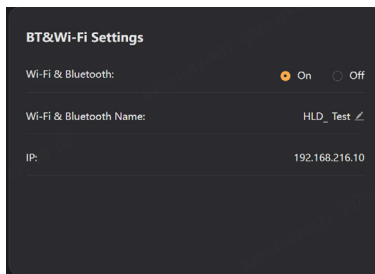 BT&Wi-Fi Settings
Wi-Fi & Bluetooth: On Off
Wi-Fi & Bluetooth Name: HLD_ Test
IP: 192.168.216.10